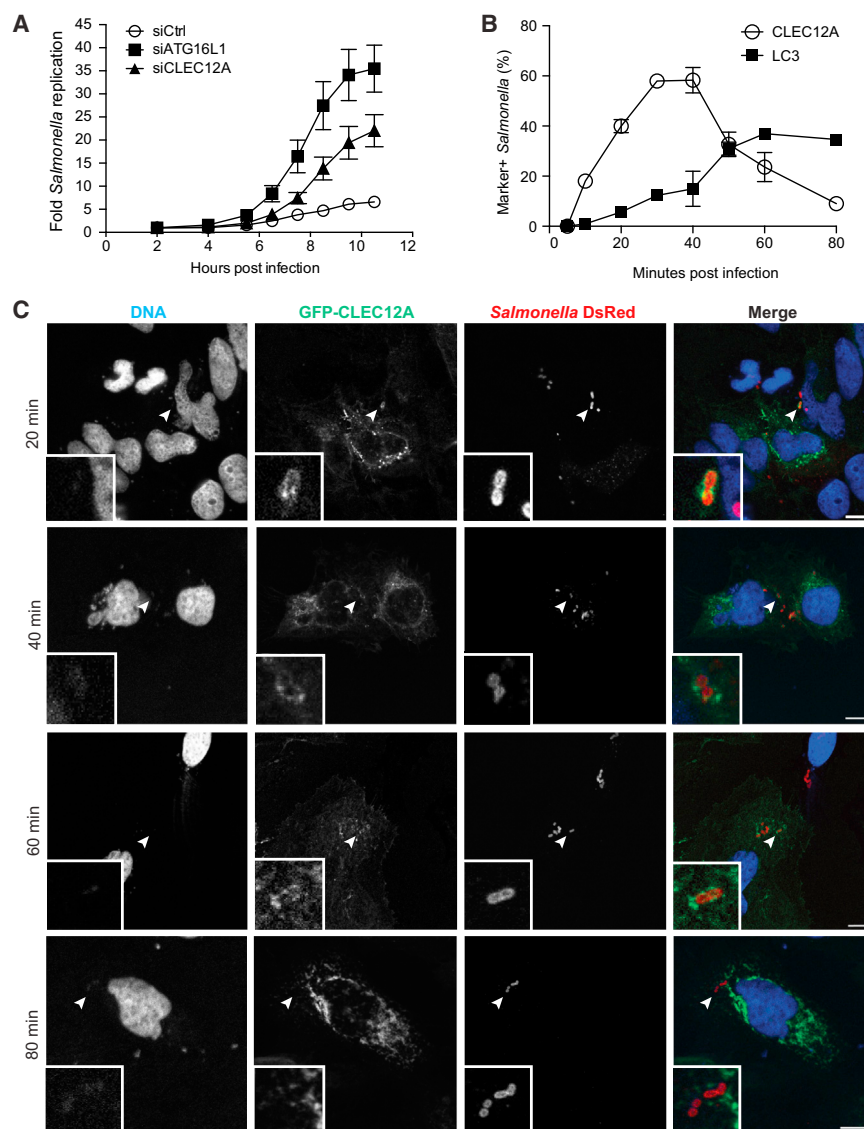 A
siCtrl
siATG16L1
siCLEC12A
Fold Salmonella replication
45
40
35
30
25
20
15
10
5
0
0 2 4 6 8 10 12
Hours post infection
B
CLEC12A
LC3
Marker+ Salmonella (%)
80
60
40
20
0
20 40 60 80
Minutes post infection
C
DNA GFP-CLEC12A Salmonella DsRed Merge
20 min
40 min
60 min
80 min